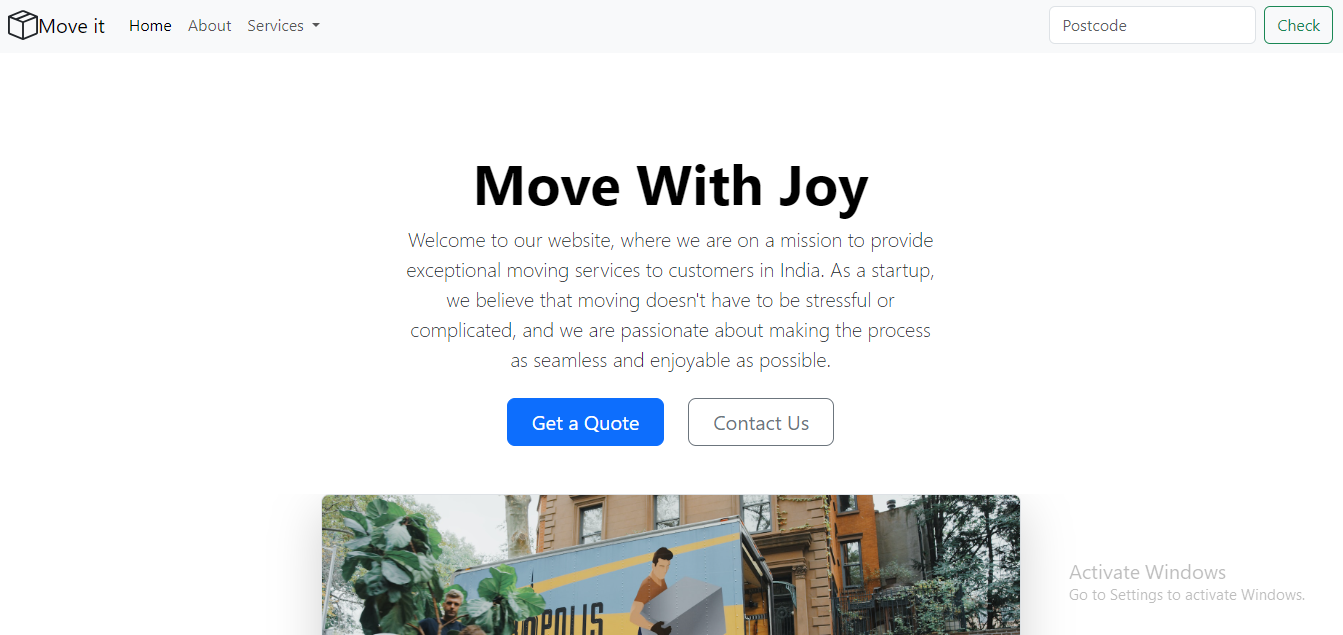 Move it
Home
About
Services
Postcode
Check
Move With Joy
Welcome to our website, where we are on a mission to provide
exceptional moving services to customers in India. As a startup,
we believe that moving doesn't have to be stressful or
complicated, and we are passionate about making the process
as seamless and enjoyable as possible.
Get a Quote
Contact Us
OPOLIS
Activate Windows
Go to Settings to activate Windows.